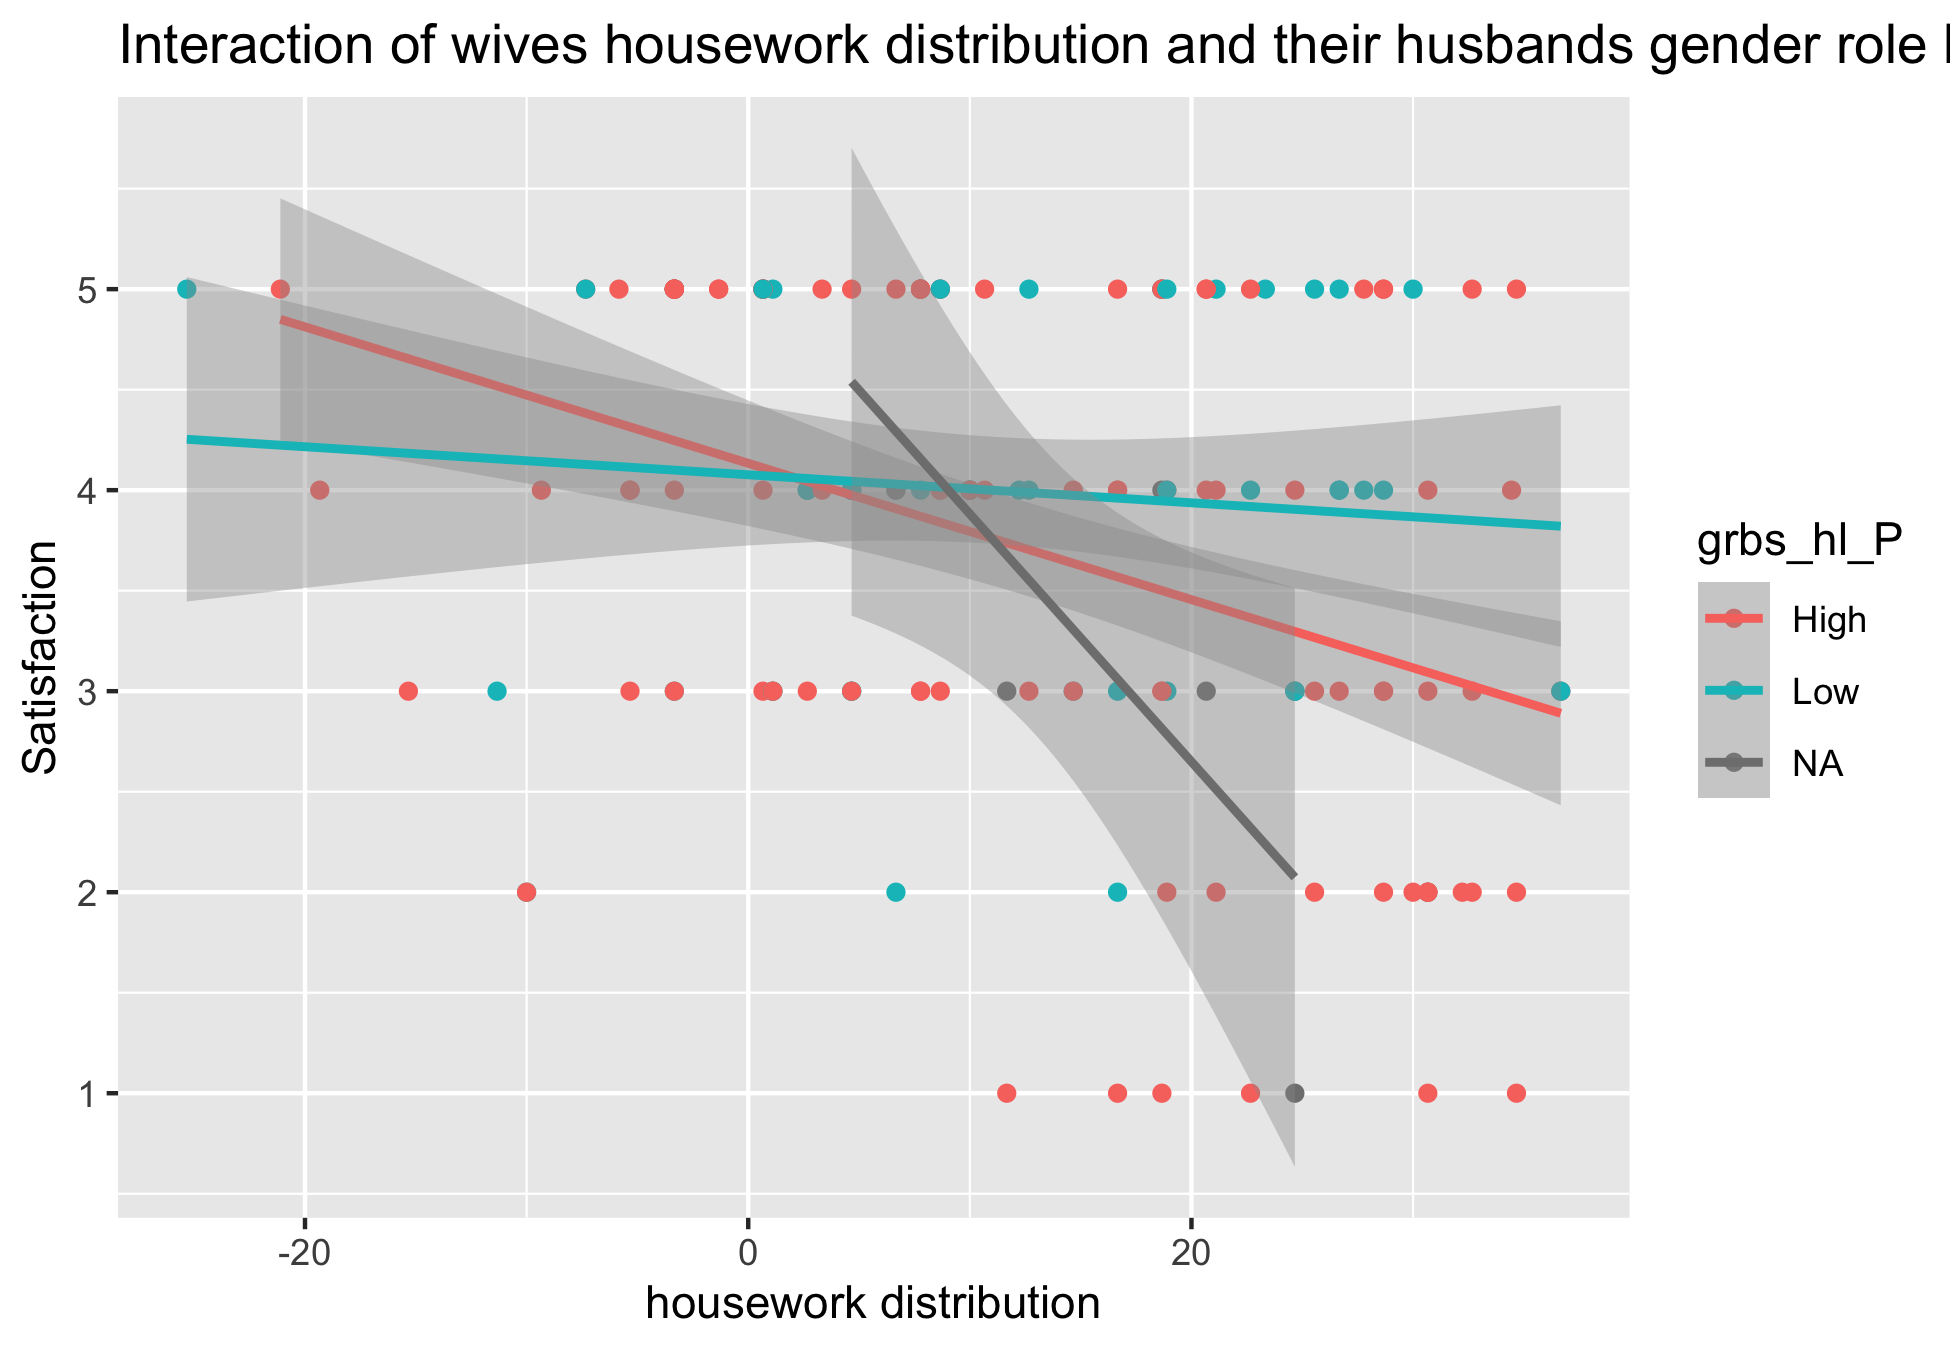 Interaction of wives housework distribution and their husbands gender role
Satisfaction
5
4
3
2
1
-20 0 20
housework distribution
grbs_hl_P
High
Low
NA